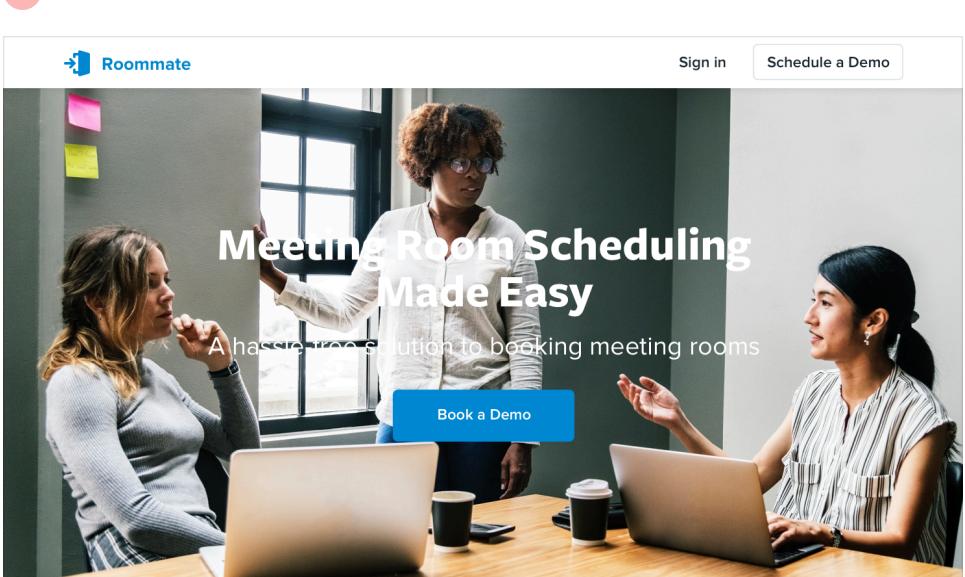 Roommate
Sign in
Schedule a Demo
Meeting Room Scheduling
Made Easy
A hassle-free solution to booking meeting rooms
Book a Demo